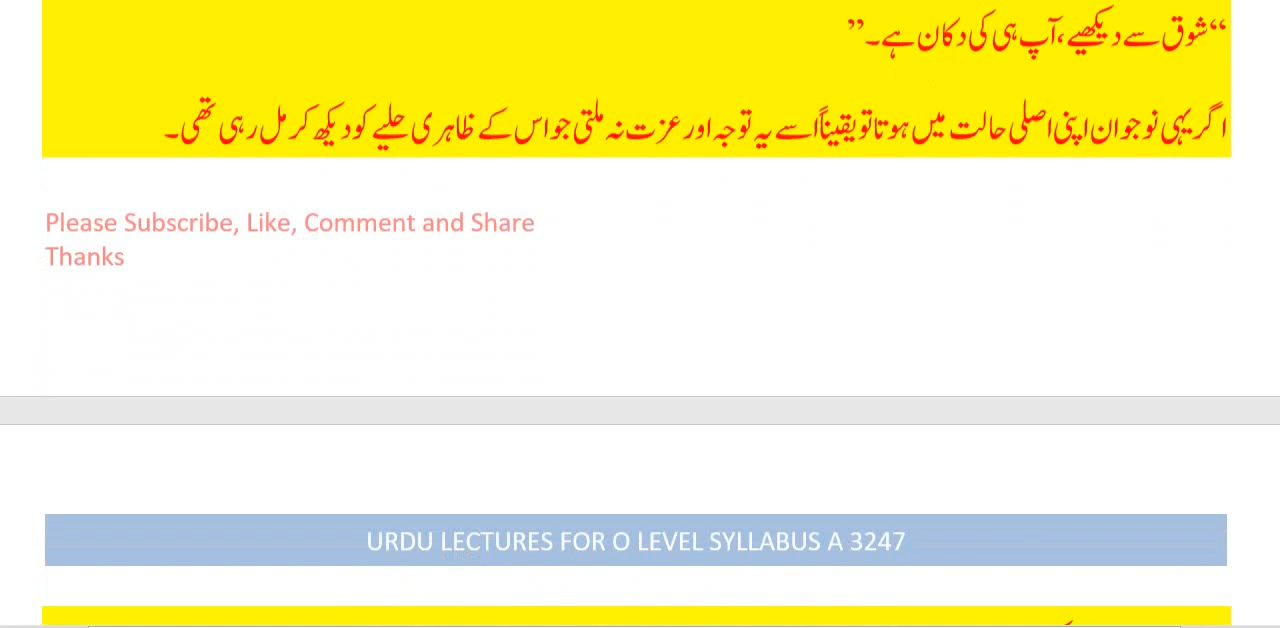 “شوق سے دیکھیے، آپ ہی کی دکان ہے۔”
اگر یہی نوجوان اپنی اصلی حالت میں ہوتا تو یقیناً اسے یہ توجہ اور عزت نہ ملتی جو اس کے ظاہری حلیے کو دیکھ کر مل رہی تھی۔
Please Subscribe, Like, Comment and Share
Thanks
URDU LECTURES FOR O LEVEL SYLLABUS A 3247